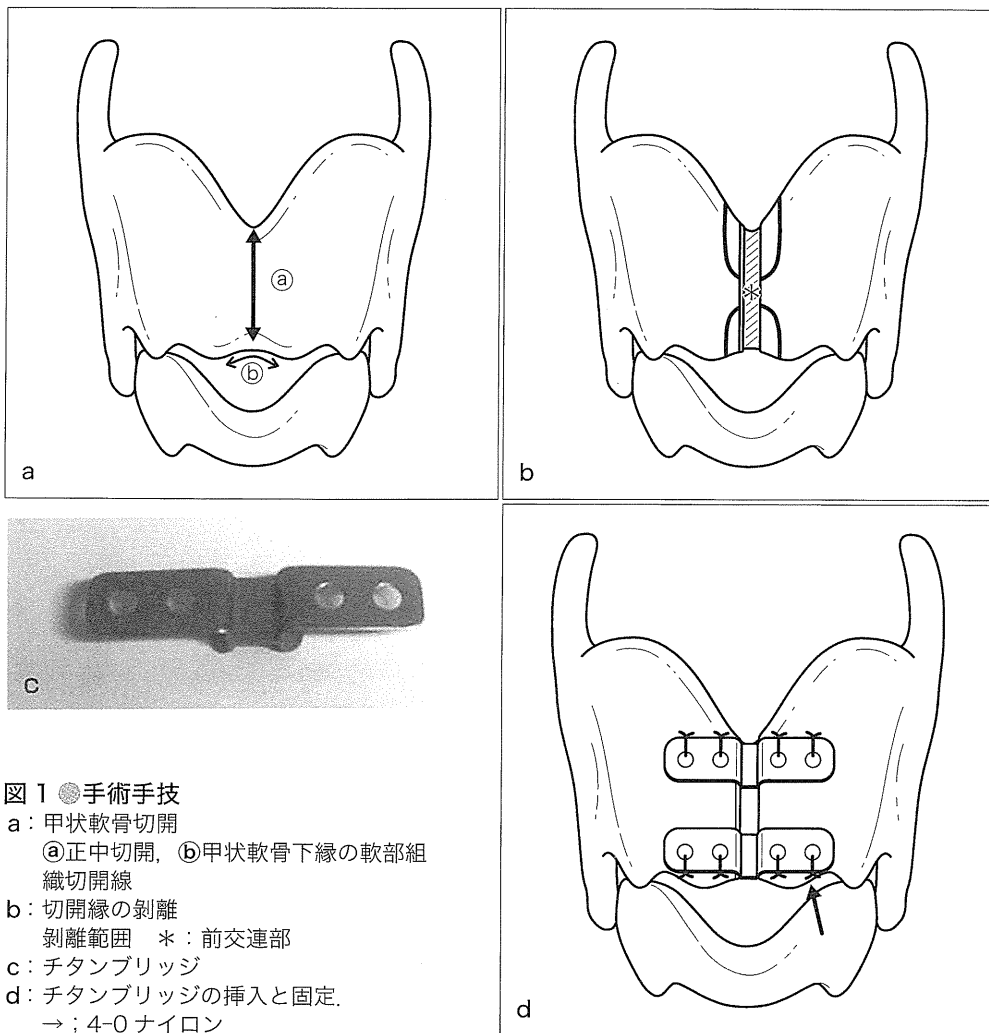 ⓐ
ⓑ
a
*
b
c
d
図 1 手術手技
a：甲状軟骨切開
ⓐ正中切開，ⓑ甲状軟骨下縁の軟部組
織切開線
b：切開縁の剝離
剝離範囲　＊：前交連部
c：チタンブリッジ
d：チタンブリッジの挿入と固定.
→；4-0 ナイロン